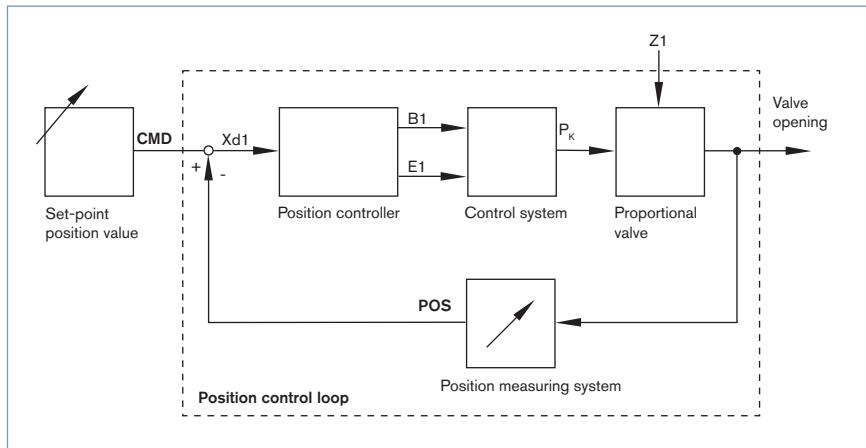 Z1
Valve
opening
CMD
Xd1
B1
E1
P_K
+
-
Set-point
position value
Position controller
Control system
Proportional
valve
POS
Position measuring system
Position control loop